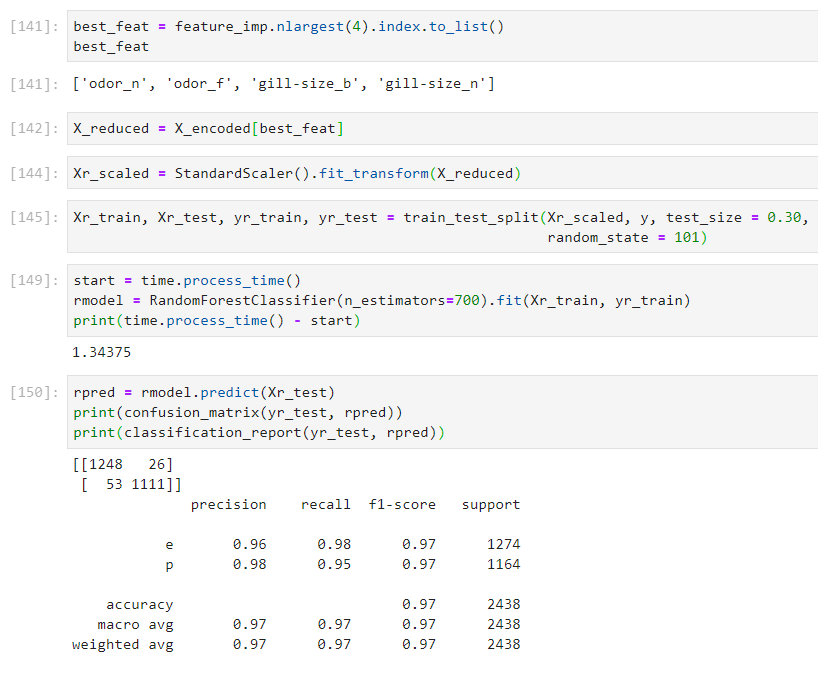 [141]: best_feat = feature_imp.nlargest(4).index.to_list()
best_feat
[141]: ['odor_n', 'odor_f', 'gill-size_b', 'gill-size_n']
[142]: X_reduced = X_encoded[best_feat]
[144]: Xr_scaled = StandardScaler().fit_transform(X_reduced)
[145]: Xr_train, Xr_test, yr_train, yr_test = train_test_split(Xr_scaled, y, test_size = 0.30,
random_state = 101)
[149]: start = time.process_time()
rmodel = RandomForestClassifier(n_estimators=700).fit(Xr_train, yr_train)
print(time.process_time() - start)
1.34375
[150]: rpred = rmodel.predict(Xr_test)
print(confusion_matrix(yr_test, rpred))
print(classification_report(yr_test, rpred))
[[1248   26]
[  53 1111]]
precision    recall  f1-score   support
e       0.96      0.98      0.97      1274
p       0.98      0.95      0.97      1164
accuracy                           0.97      2438
macro avg       0.97      0.97      0.97      2438
weighted avg       0.97      0.97      0.97      2438